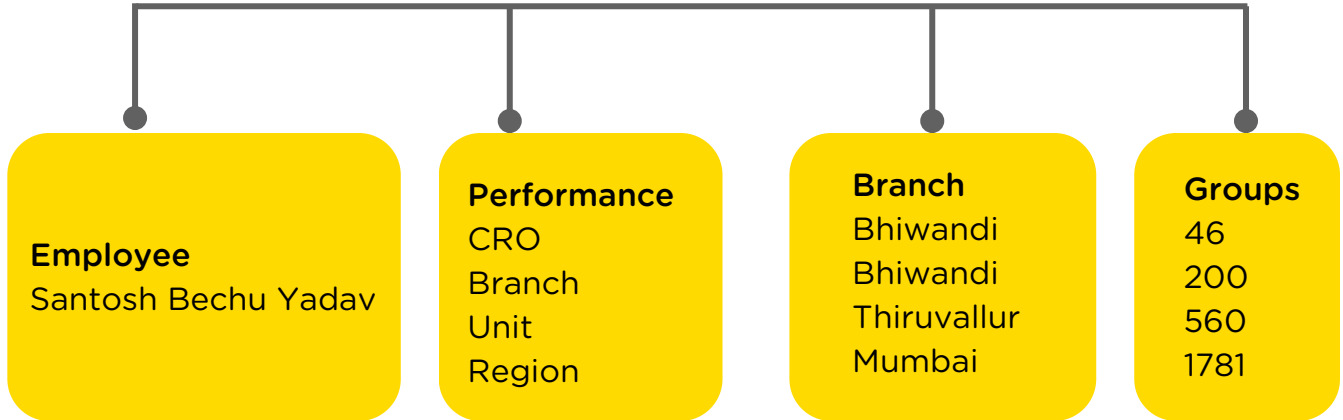 Employee
Santosh Bechu Yadav
Performance
CRO
Branch
Unit
Region
Branch
Bhiwandi
Bhiwandi
Thiruvallur
Mumbai
Groups
46
200
560
1781